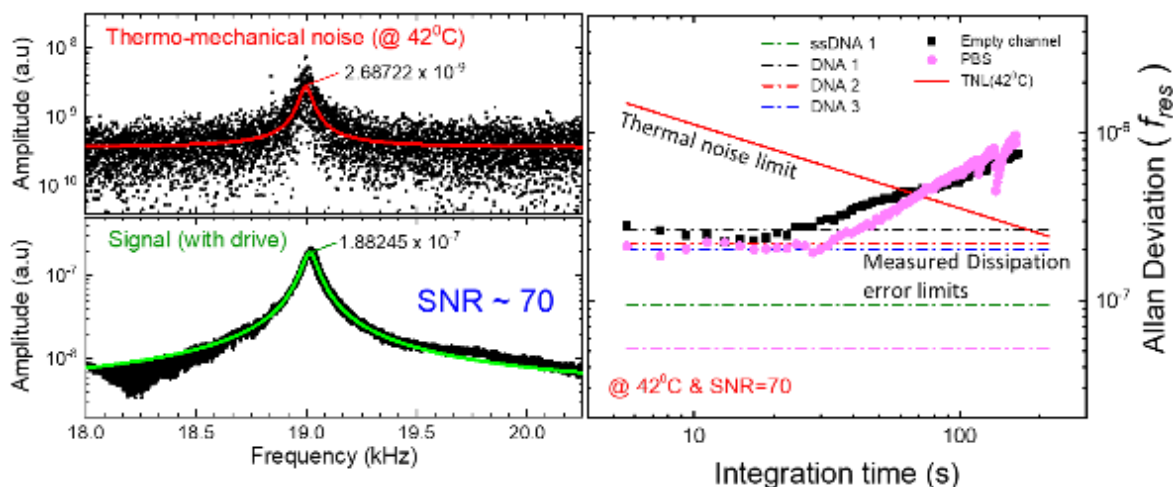 Thermo-mechanical noise (@ 42⁰C)
2.68722 x 10⁻⁹
10⁻⁸
10⁻⁹
10⁻¹⁰
Amplitude (a.u)
Signal (with drive)
1.88245 x 10⁻⁷
SNR ~ 70
10⁻⁷
10⁻⁸
Amplitude (a.u)
18.0 18.5 19.0 19.5 20.0
Frequency (kHz)
ssDNA 1
DNA 1
DNA 2
DNA 3
Empty channel
PBS
TNL(42⁰C)
Thermal noise limit
Measured Dissipation
error limits
@ 42⁰C & SNR=70
10⁻⁶
10⁻⁷
Allan Deviation ( f_res )
10 100
Integration time (s)